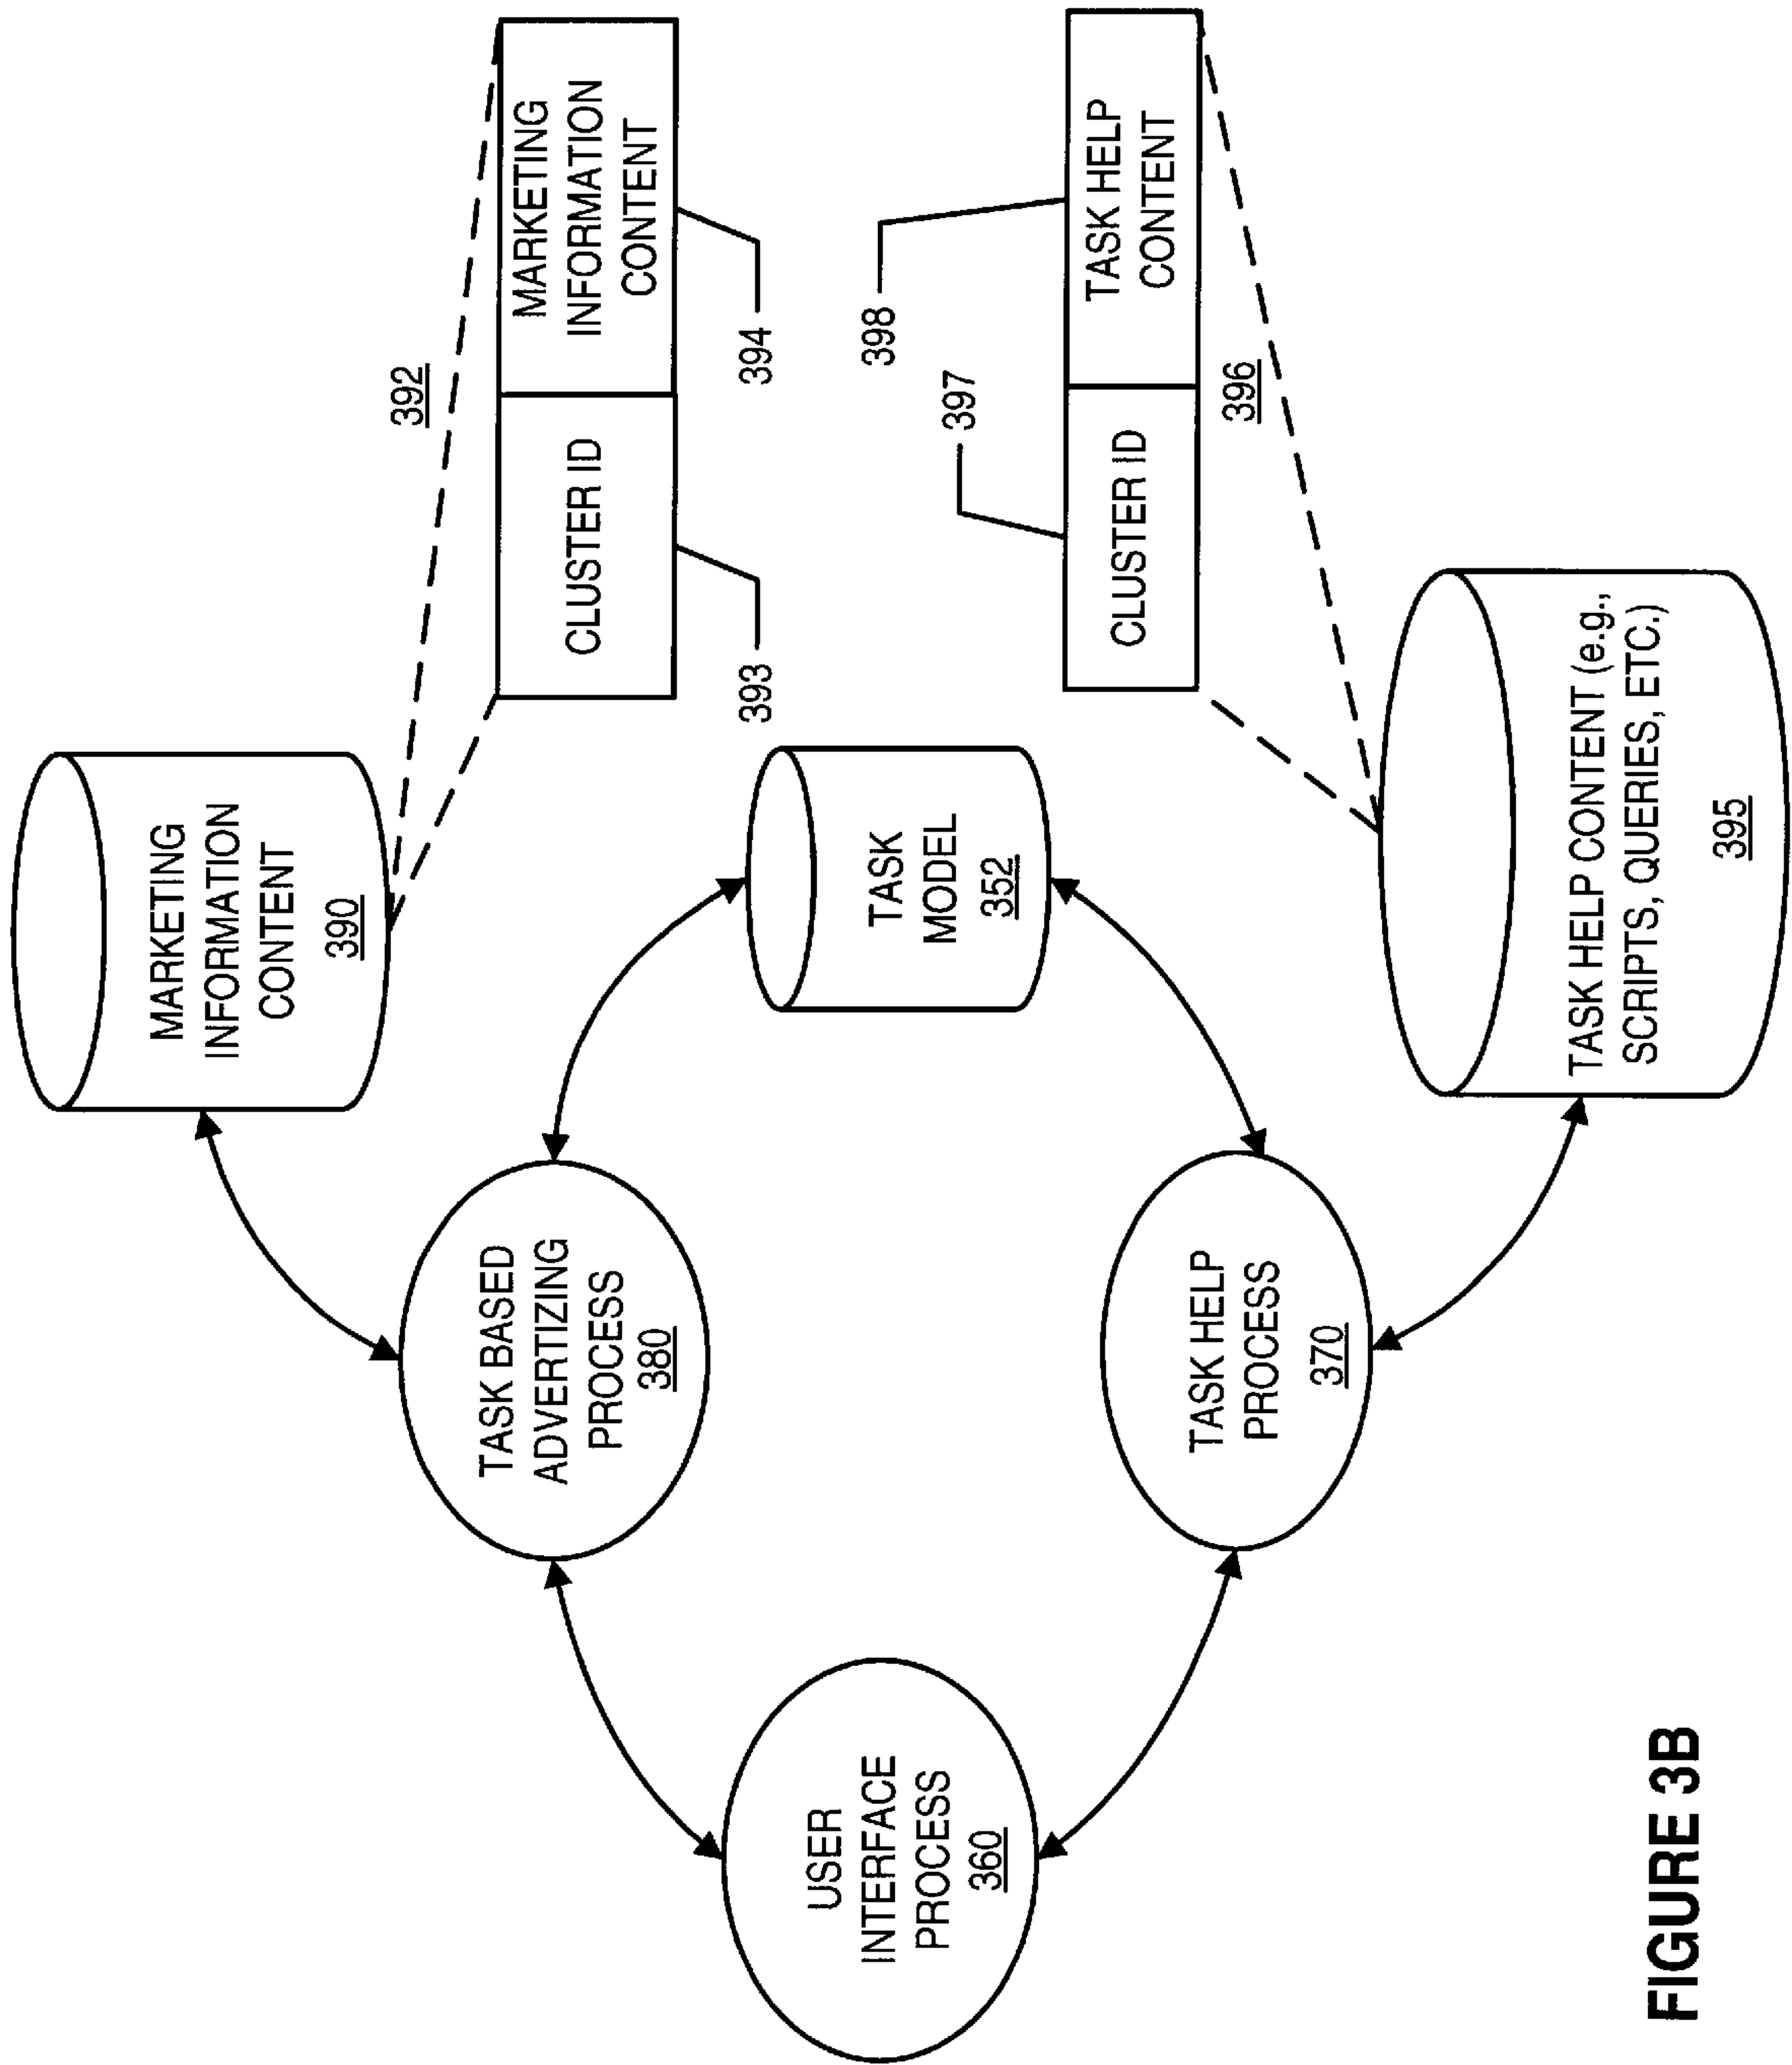 MARKETING
INFORMATION
CONTENT
390
392
CLUSTER ID
MARKETING
INFORMATION
CONTENT
393
394
TASK BASED
ADVERTIZING
PROCESS
380
USER
INTERFACE
PROCESS
360
TASK
MODEL
352
397
398
CLUSTER ID
TASK HELP
CONTENT
396
TASK HELP
PROCESS
370
TASK HELP CONTENT (e.g.,
SCRIPTS, QUERIES, ETC.)
395
FIGURE 3B